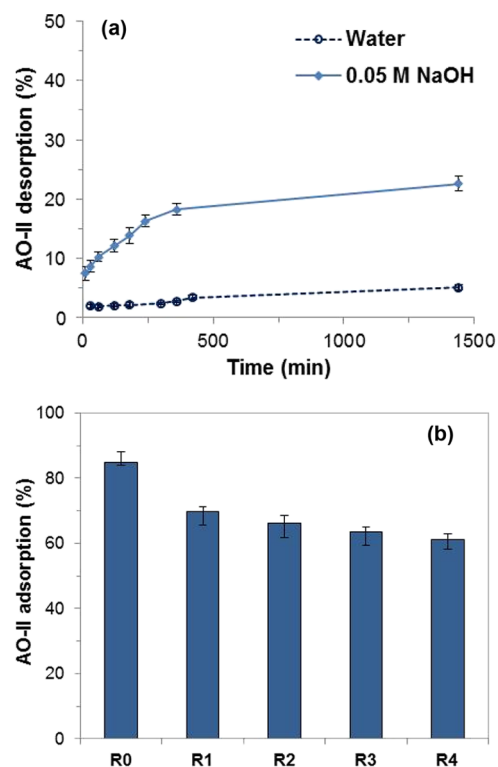 (a)
Water
0.05 M NaOH
AO-II desorption (%)
50
40
30
20
10
0
0 500 1000 1500
Time (min)
(b)
AO-II adsorption (%)
100
80
60
40
20
0
R0 R1 R2 R3 R4